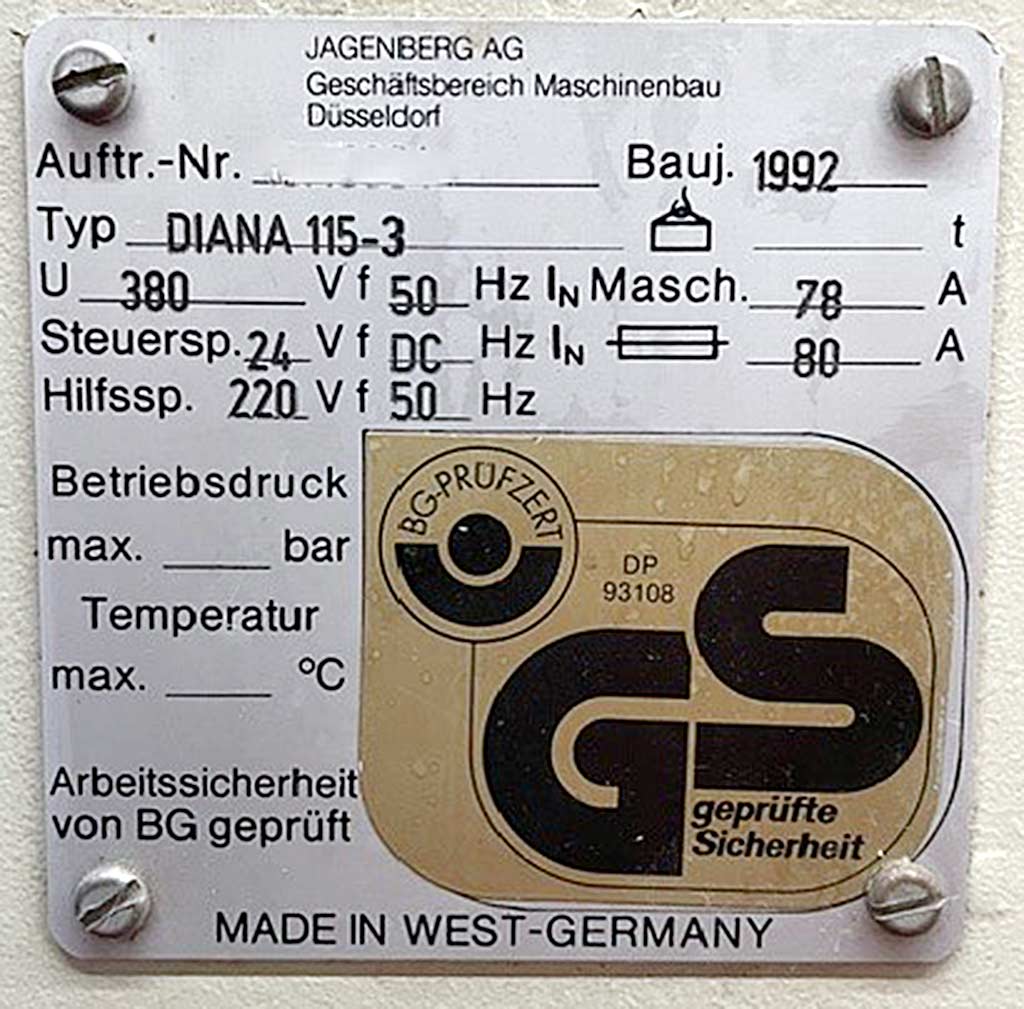 JAGENBERG AG
Geschäftsbereich Maschinenbau
Düsseldorf
Auftr.-Nr. Bauj. 1992
Typ DIANA 115-3 t
U 380 V f 50 Hz IN Masch. 78 A
Steuersp. 24 V f DC Hz IN 80 A
Hilfssp. 220 V f 50 Hz
Betriebsdruck
max. bar
Temperatur
max. °C
Arbeitssicherheit
von BG geprüft
BG-PRÜFZERT
DP
93108
GS
geprüfte
Sicherheit
MADE IN WEST-GERMANY